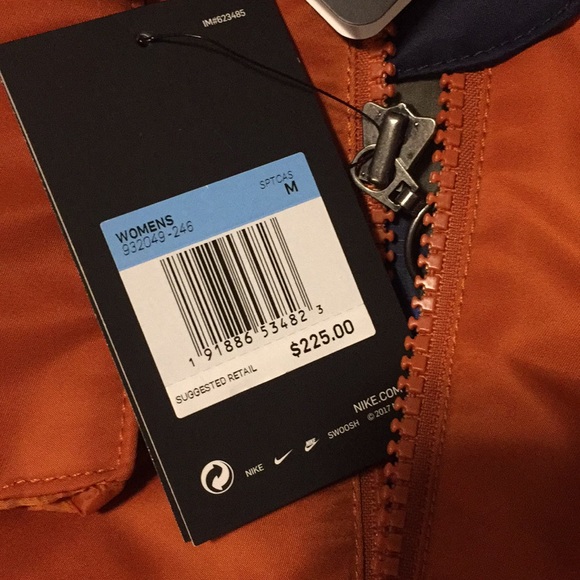 IM#623485
SPTCAS
WOMENS M
932049-246
1 91886 53482 3
SUGGESTED RETAIL $225.00
NIKE.COM
© 2017
NIKE SWOOSH